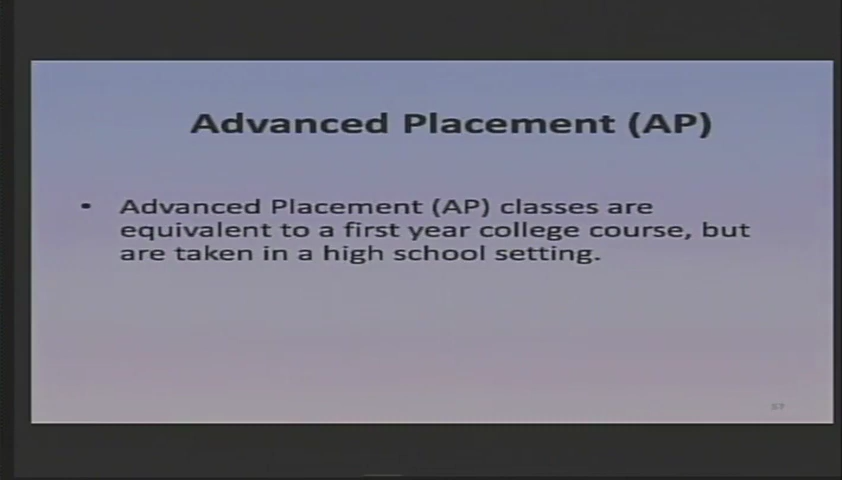 Advanced Placement (AP)
• Advanced Placement (AP) classes are
equivalent to a first year college course, but
are taken in a high school setting.